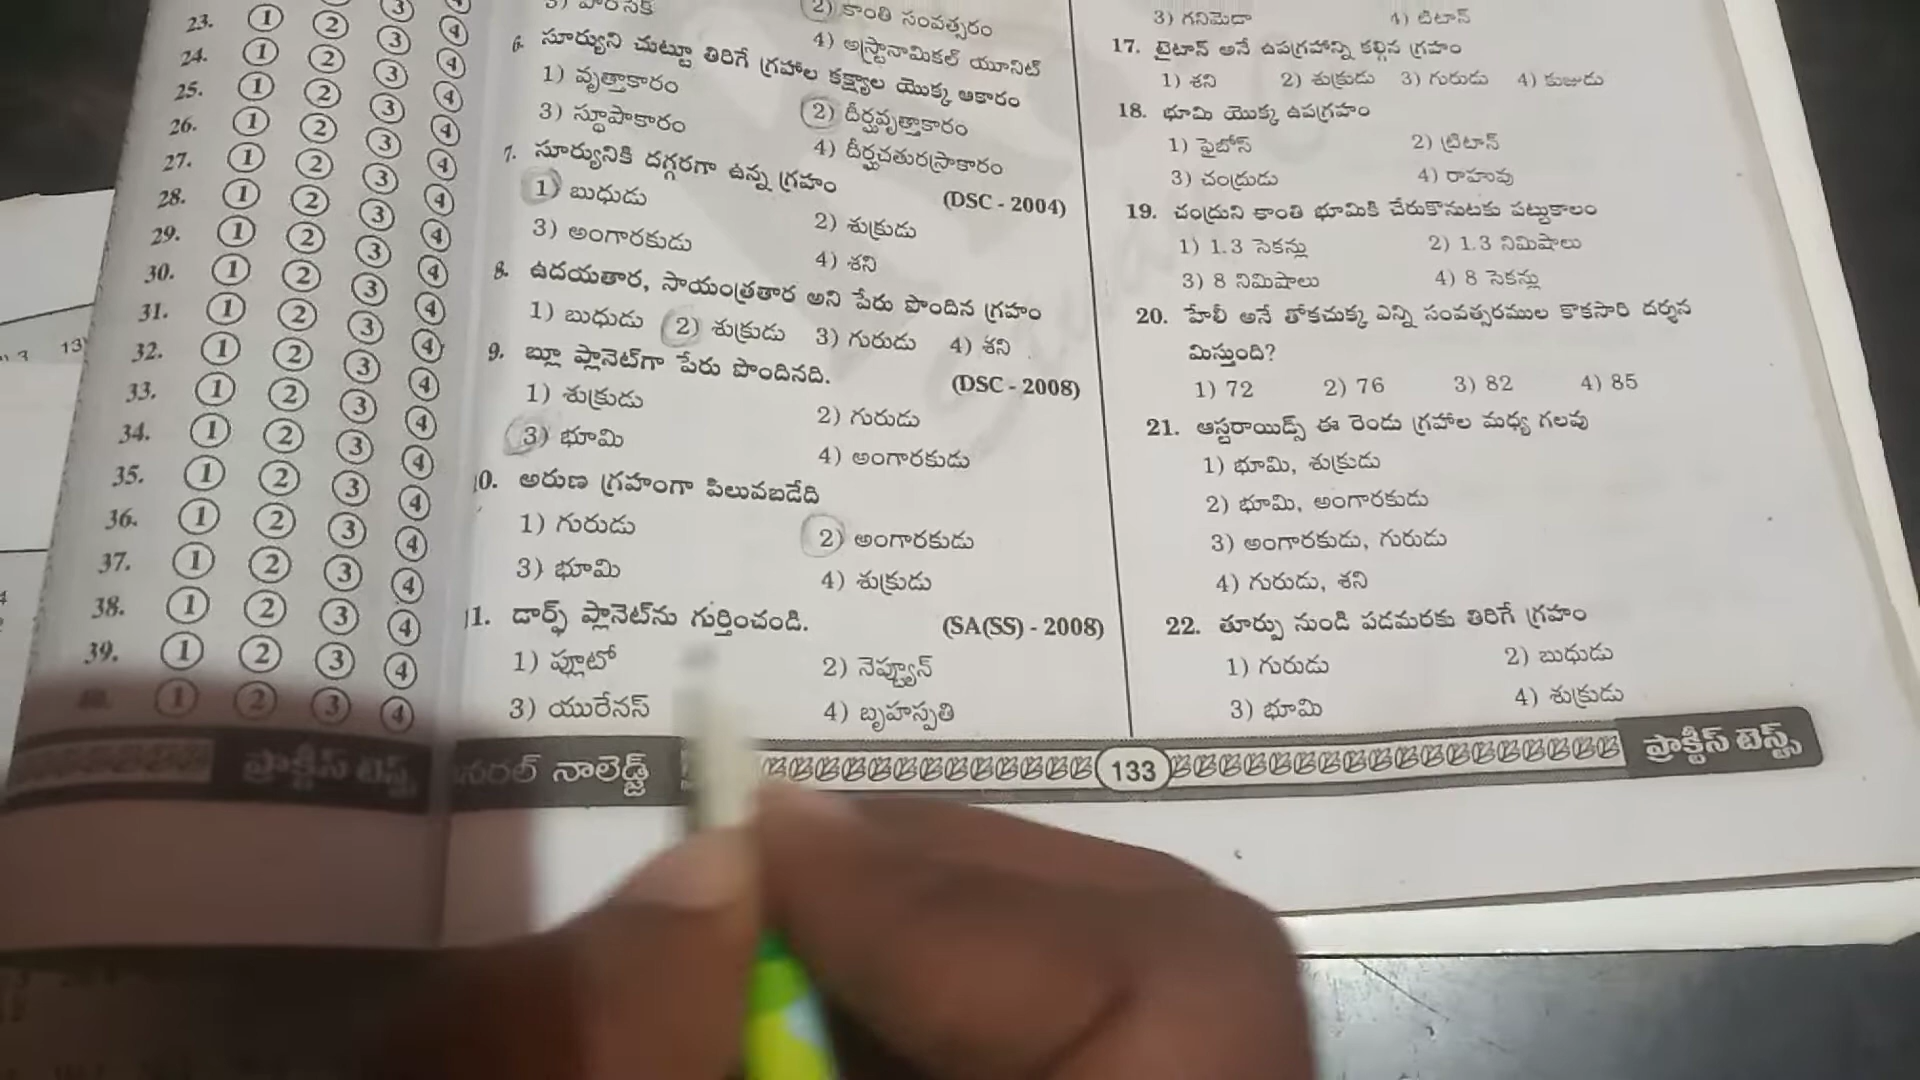 23. 1 2 3 4
24. 1 2 3 4
25. 1 2 3 4
26. 1 2 3 4
27. 1 2 3 4
28. 1 2 3 4
29. 1 2 3 4
30. 1 2 3 4
31. 1 2 3 4
32. 1 2 3 4
33. 1 2 3 4
34. 1 2 3 4
35. 1 2 3 4
36. 1 2 3 4
37. 1 2 3 4
38. 1 2 3 4
39. 1 2 3 4
1 2 3 4
ప్రాక్టీస్ టెస్ట్
2) కాంతి సంవత్సరం
4) అస్ట్రానామికల్ యూనిట్
6. సూర్యుని చుట్టూ తిరిగే గ్రహాల కక్ష్యాల యొక్క ఆకారం
1) వృత్తాకారం
2) దీర్ఘవృత్తాకారం
3) స్థూపాకారం
4) దీర్ఘచతురస్రాకారం
7. సూర్యునికి దగ్గరగా ఉన్న గ్రహం
(DSC - 2004)
1) బుధుడు
2) శుక్రుడు
3) అంగారకుడు
4) శని
8. ఉదయతార, సాయంత్రతార అని పేరు పొందిన గ్రహం
1) బుధుడు 2) శుక్రుడు 3) గురుడు 4) శని
9. బ్లూ ప్లానెట్‌గా పేరు పొందినది.
(DSC - 2008)
1) శుక్రుడు
2) గురుడు
3) భూమి
4) అంగారకుడు
10. అరుణ గ్రహంగా పిలువబడేది
1) గురుడు
2) అంగారకుడు
3) భూమి
4) శుక్రుడు
11. డార్ఫ్ ప్లానెట్‌ను గుర్తించండి.
(SA(SS) - 2008)
1) ప్లూటో
2) నెప్ట్యూన్
3) యురేనస్
4) బృహస్పతి
నాలెడ్జ్
133
3) గనిమెడా 4) టిటాన్
17. టైటాన్ అనే ఉపగ్రహాన్ని కల్గిన గ్రహం
1) శని 2) శుక్రుడు 3) గురుడు 4) కుజుడు
18. భూమి యొక్క ఉపగ్రహం
1) ఫైబోస్ 2) ట్రిటాన్
3) చంద్రుడు 4) రాహువు
19. చంద్రుని కాంతి భూమికి చేరుకొనుటకు పట్టుకాలం
1) 1.3 సెకన్లు 2) 1.3 నిమిషాలు
3) 8 నిమిషాలు 4) 8 సెకన్లు
20. హేలీ అనే తోకచుక్క ఎన్ని సంవత్సరముల కొకసారి దర్శన
మిస్తుంది?
1) 72 2) 76 3) 82 4) 85
21. ఆస్టరాయిడ్స్ ఈ రెండు గ్రహాల మధ్య గలవు
1) భూమి, శుక్రుడు
2) భూమి, అంగారకుడు
3) అంగారకుడు, గురుడు
4) గురుడు, శని
22. తూర్పు నుండి పడమరకు తిరిగే గ్రహం
1) గురుడు 2) బుధుడు
3) భూమి 4) శుక్రుడు
ప్రాక్టీస్ టెస్ట్స్